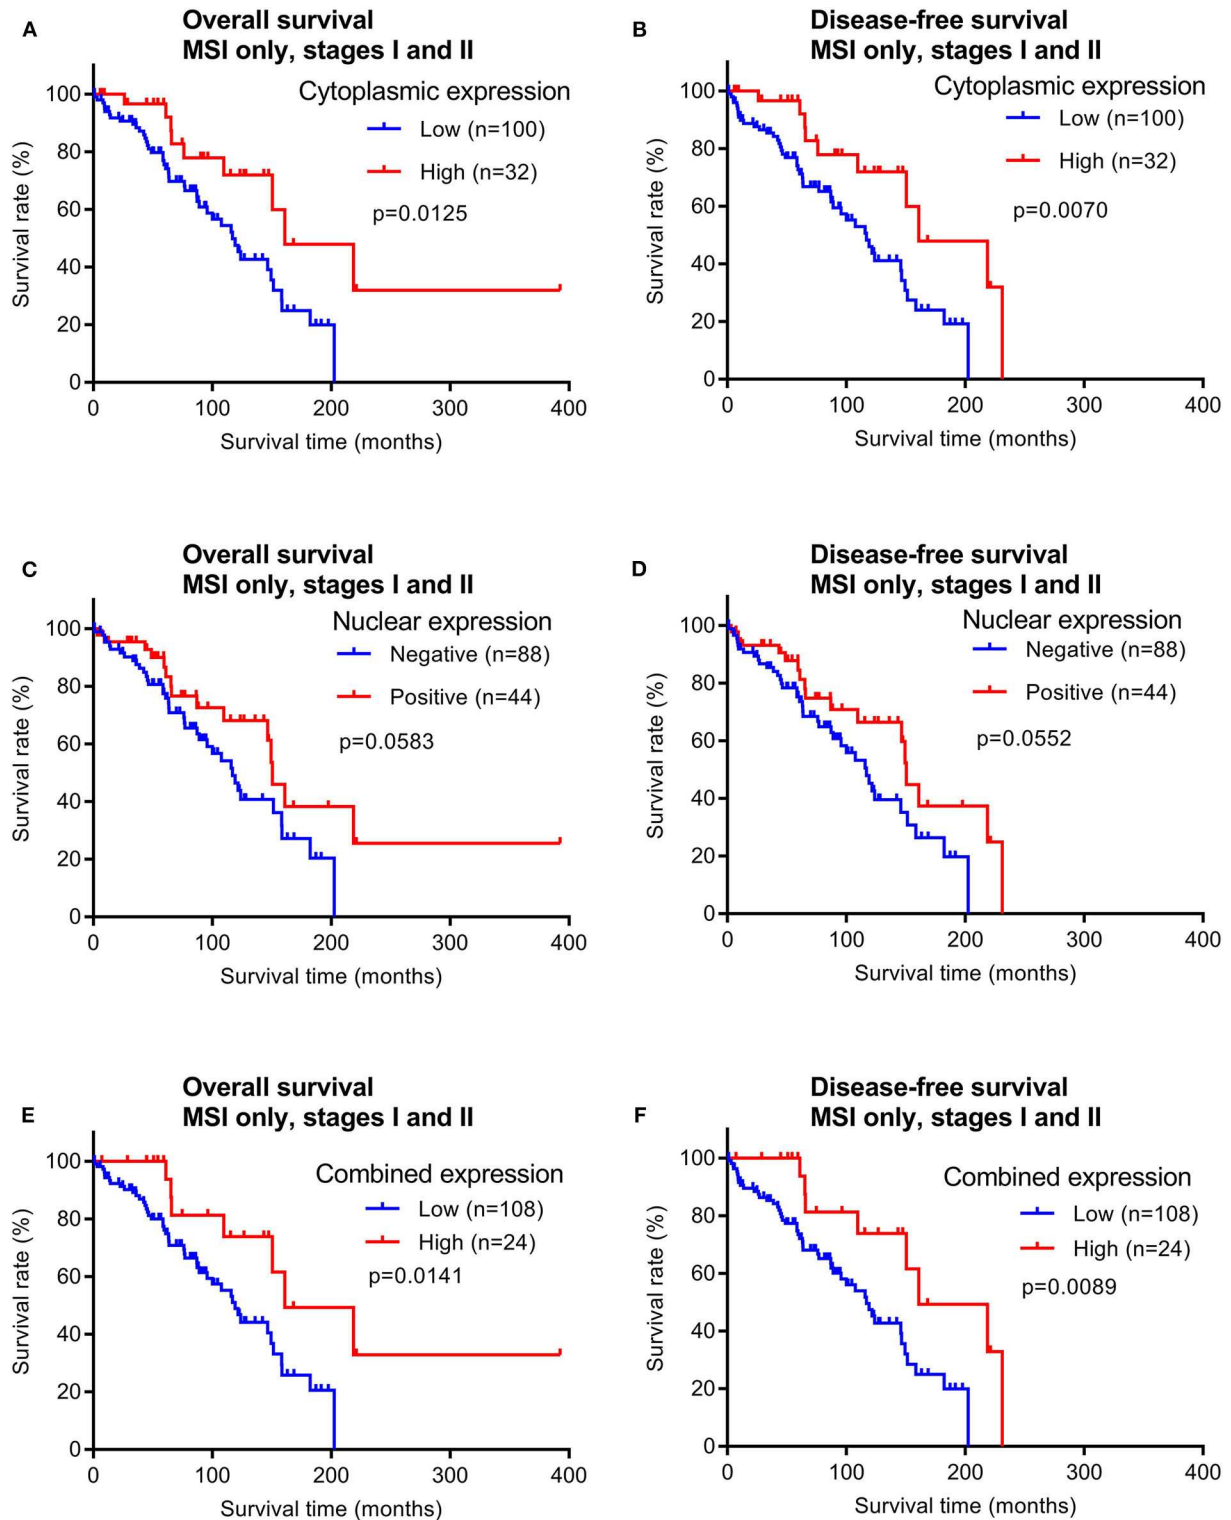 A
Overall survival
MSI only, stages I and II
Cytoplasmic expression
Low (n=100)
High (n=32)
p=0.0125
Survival rate (%)
100
80
60
40
20
0
0 100 200 300 400
Survival time (months)
B
Disease-free survival
MSI only, stages I and II
Cytoplasmic expression
Low (n=100)
High (n=32)
p=0.0070
Survival rate (%)
100
80
60
40
20
0
0 100 200 300 400
Survival time (months)
C
Overall survival
MSI only, stages I and II
Nuclear expression
Negative (n=88)
Positive (n=44)
p=0.0583
Survival rate (%)
100
80
60
40
20
0
0 100 200 300 400
Survival time (months)
D
Disease-free survival
MSI only, stages I and II
Nuclear expression
Negative (n=88)
Positive (n=44)
p=0.0552
Survival rate (%)
100
80
60
40
20
0
0 100 200 300 400
Survival time (months)
E
Overall survival
MSI only, stages I and II
Combined expression
Low (n=108)
High (n=24)
p=0.0141
Survival rate (%)
100
80
60
40
20
0
0 100 200 300 400
Survival time (months)
F
Disease-free survival
MSI only, stages I and II
Combined expression
Low (n=108)
High (n=24)
p=0.0089
Survival rate (%)
100
80
60
40
20
0
0 100 200 300 400
Survival time (months)